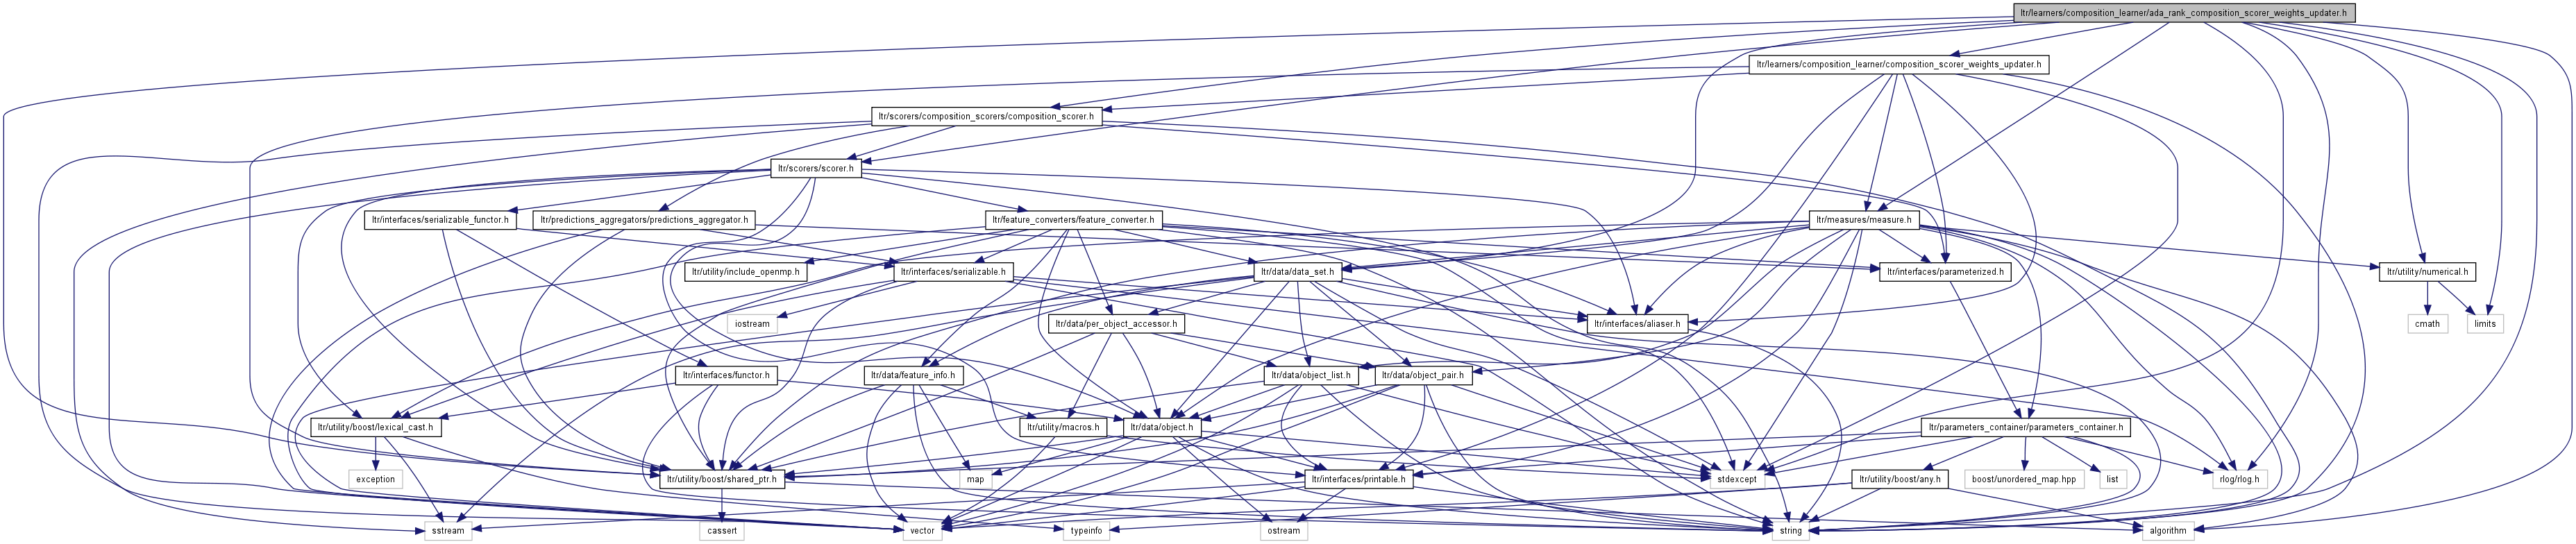 ltr/learners/composition_learner/ada_rank_composition_scorer_weights_updater.h
ltr/learners/composition_learner/composition_scorer_weights_updater.h
ltr/scorers/composition_scorers/composition_scorer.h
ltr/scorers/scorer.h
ltr/interfaces/serializable_functor.h
ltr/predictions_aggregators/predictions_aggregator.h
ltr/feature_converters/feature_converter.h
ltr/measures/measure.h
ltr/utility/include_openmp.h
ltr/interfaces/serializable.h
ltr/data/data_set.h
ltr/interfaces/parameterized.h
ltr/utility/numerical.h
iostream
ltr/data/per_object_accessor.h
ltr/interfaces/aliaser.h
cmath
limits
ltr/interfaces/functor.h
ltr/data/feature_info.h
ltr/data/object_list.h
ltr/data/object_pair.h
ltr/utility/boost/lexical_cast.h
ltr/utility/macros.h
ltr/data/object.h
ltr/parameters_container/parameters_container.h
exception
ltr/utility/boost/shared_ptr.h
map
ltr/interfaces/printable.h
stdexcept
ltr/utility/boost/any.h
boost/unordered_map.hpp
list
rlog/rlog.h
sstream
cassert
vector
typeinfo
ostream
string
algorithm